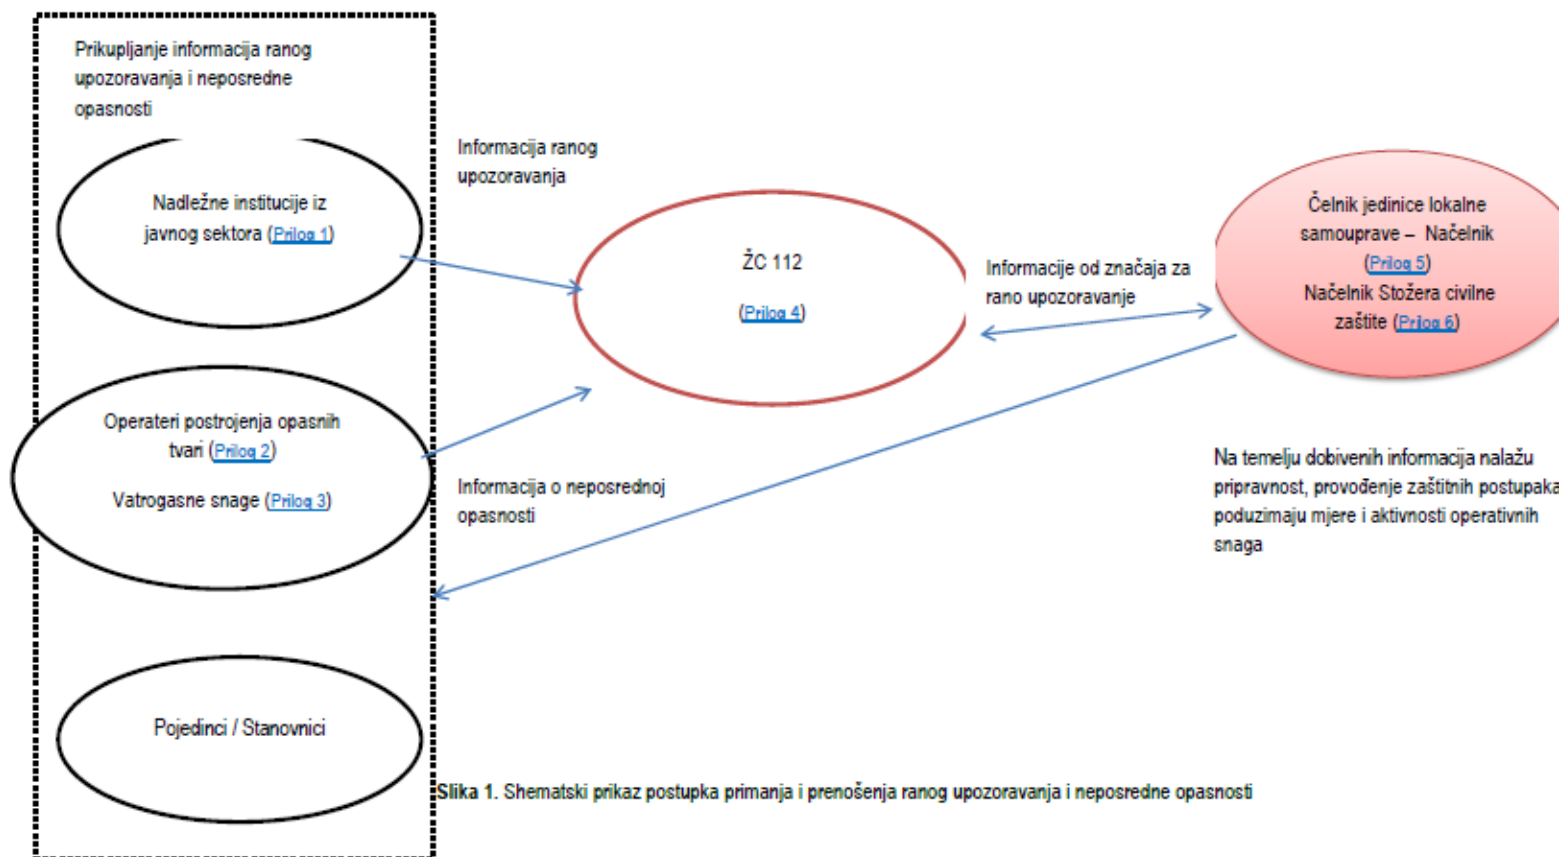 Prikupljanje informacija ranog
upozoravanja i neposredne
opasnosti
Nadležne institucije iz
javnog sektora (Prilog 1)
Operateri postrojenja opasnih
tvari (Prilog 2)
Vatrogasne snage (Prilog 3)
Pojedinci / Stanovnici
Informacija ranog
upozoravanja
Informacija o neposrednoj
opasnosti
ŽC 112
(Prilog 4)
Informacije od značaja za
rano upozoravanje
Čelnik jedinice lokalne
samouprave – Načelnik
(Prilog 5)
Načelnik Stožera civilne
zaštite (Prilog 6)
Na temelju dobivenih informacija nalažu
pripravnost, provođenje zaštitnih postupaka
poduzimaju mjere i aktivnosti operativnih
snaga
Slika 1. Shematski prikaz postupka primanja i prenošenja ranog upozoravanja i neposredne opasnosti